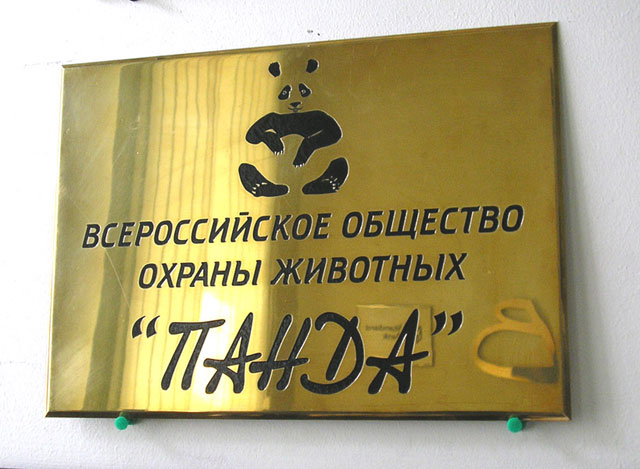 ВСЕРОССИЙСКОЕ ОБЩЕСТВО
ОХРАНЫ ЖИВОТНЫХ
“ПАНДА”